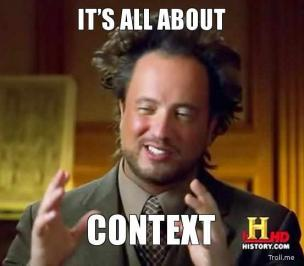 IT'S ALL ABOUT
CONTEXT
H HD
HISTORY.COM
Troll.me